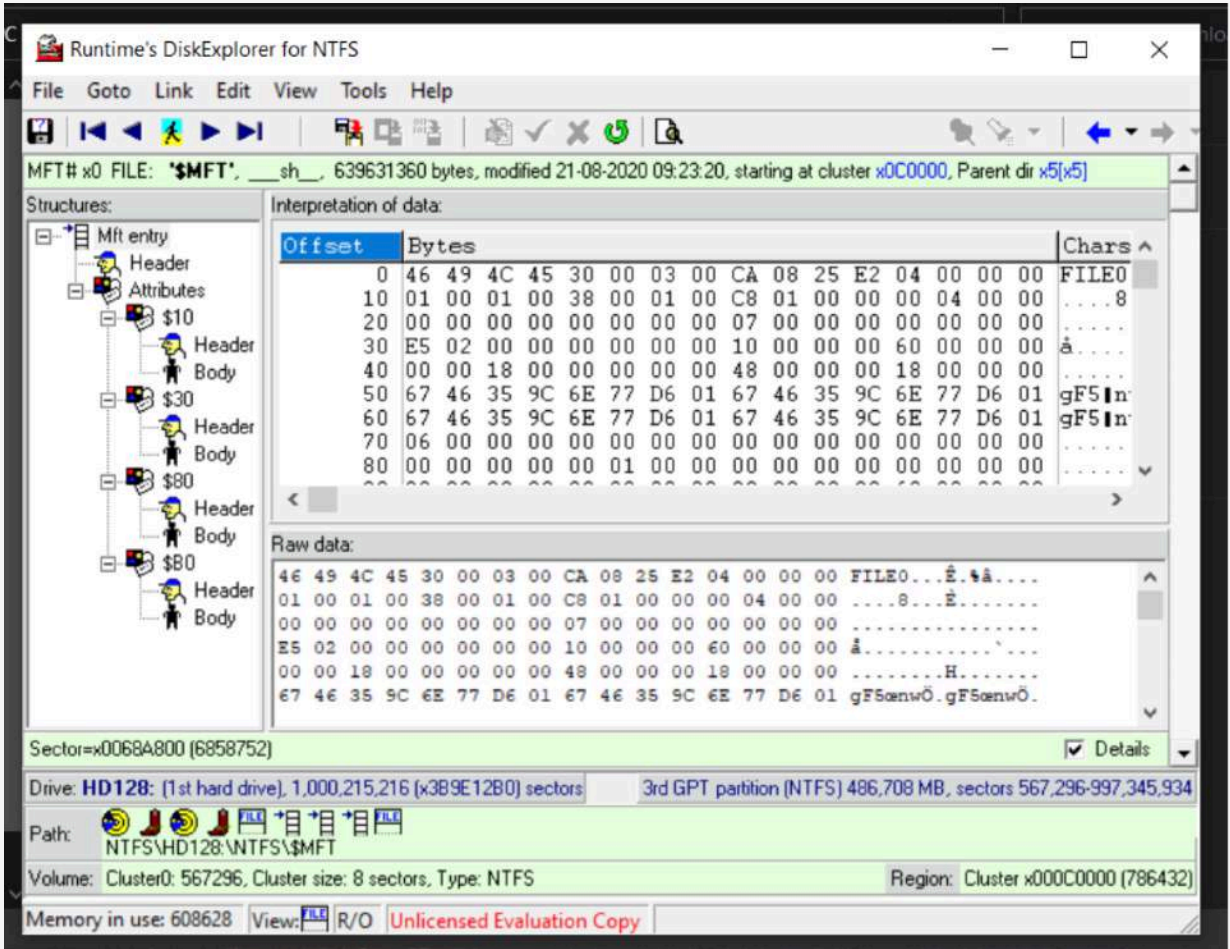 Runtime's DiskExplorer for NTFS
File Goto Link Edit View Tools Help
MFT# x0 FILE: "$MFT", ___sh__, 639631360 bytes, modified 21-08-2020 09:23:20, starting at cluster x0C0000, Parent dir x5[x5]
Structures:
Mft entry
Header
Attributes
$10
Header
Body
$30
Header
Body
$80
Header
Body
$B0
Header
Body
Interpretation of data:
Offset Bytes Chars
0 46 49 4C 45 30 00 03 00 CA 08 25 E2 04 00 00 00 FILE0
10 01 00 01 00 38 00 01 00 C8 01 00 00 00 04 00 00 ....8
20 00 00 00 00 00 00 00 00 07 00 00 00 00 00 00 00 .....
30 E5 02 00 00 00 00 00 00 10 00 00 00 60 00 00 00 å....
40 00 00 18 00 00 00 00 00 48 00 00 00 18 00 00 00 .....
50 67 46 35 9C 6E 77 D6 01 67 46 35 9C 6E 77 D6 01 gF5▮n
60 67 46 35 9C 6E 77 D6 01 67 46 35 9C 6E 77 D6 01 gF5▮n
70 06 00 00 00 00 00 00 00 00 00 00 00 00 00 00 00 .....
80 00 00 00 00 00 01 00 00 00 00 00 00 00 00 00 00 .....
Raw data:
46 49 4C 45 30 00 03 00 CA 08 25 E2 04 00 00 00 FILE0...Ê.%â....
01 00 01 00 38 00 01 00 C8 01 00 00 00 04 00 00 ....8...È.......
00 00 00 00 00 00 00 00 07 00 00 00 00 00 00 00 ................
E5 02 00 00 00 00 00 00 10 00 00 00 60 00 00 00 å...........`...
00 00 18 00 00 00 00 00 48 00 00 00 18 00 00 00 ........H.......
67 46 35 9C 6E 77 D6 01 67 46 35 9C 6E 77 D6 01 gF5œnwÖ.gF5œnwÖ.
Sector=x0068A800 (6858752) Details
Drive: HD128: (1st hard drive), 1,000,215,216 (x3B9E12B0) sectors 3rd GPT partition (NTFS) 486,708 MB, sectors 567,296-997,345,934
Path: NTFS\HD128:\NTFS\$MFT
Volume: Cluster0: 567296, Cluster size: 8 sectors, Type: NTFS Region: Cluster x000C0000 (786432)
Memory in use: 608628 View: FILE R/O Unlicensed Evaluation Copy